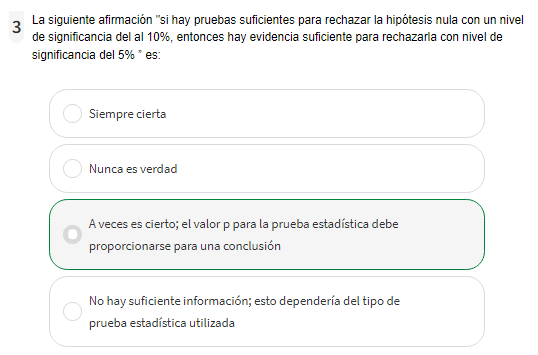 3
La siguiente afirmación "si hay pruebas suficientes para rechazar la hipótesis nula con un nivel
de significancia del al 10%, entonces hay evidencia suficiente para rechazarla con nivel de
significancia del 5% " es:
Siempre cierta
Nunca es verdad
A veces es cierto; el valor p para la prueba estadística debe
proporcionarse para una conclusión
No hay suficiente información; esto dependería del tipo de
prueba estadística utilizada